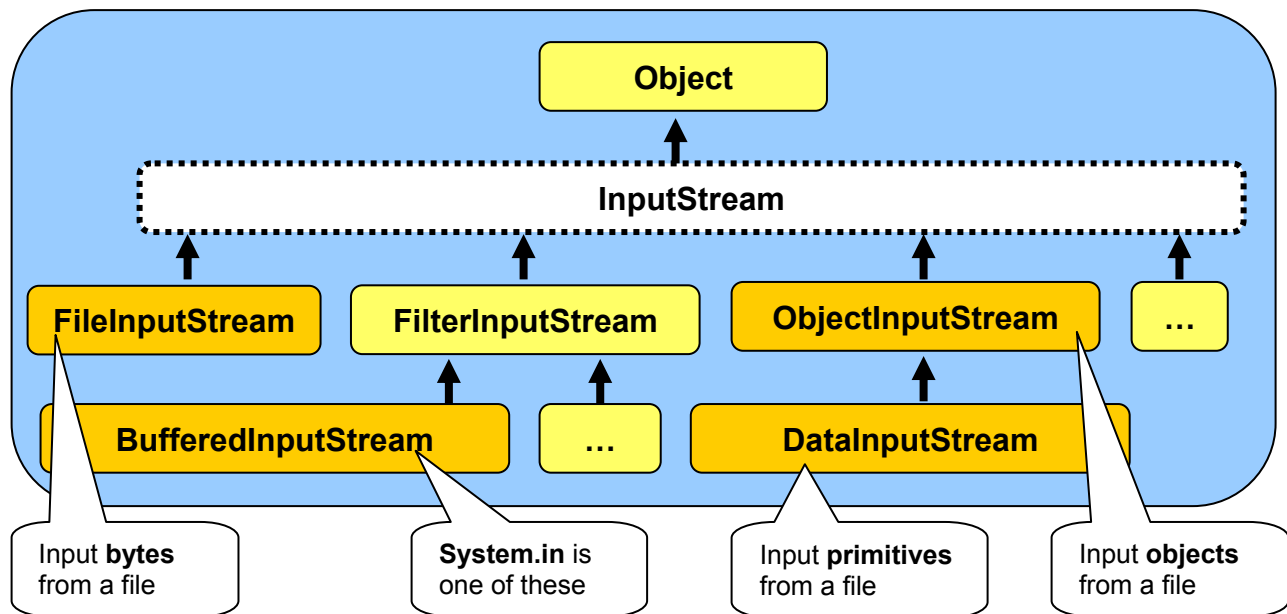 Object
InputStream
FileInputStream
FilterInputStream
ObjectInputStream
...
BufferedInputStream
...
DataInputStream
Input bytes
from a file
System.in is
one of these
Input primitives
from a file
Input objects
from a file